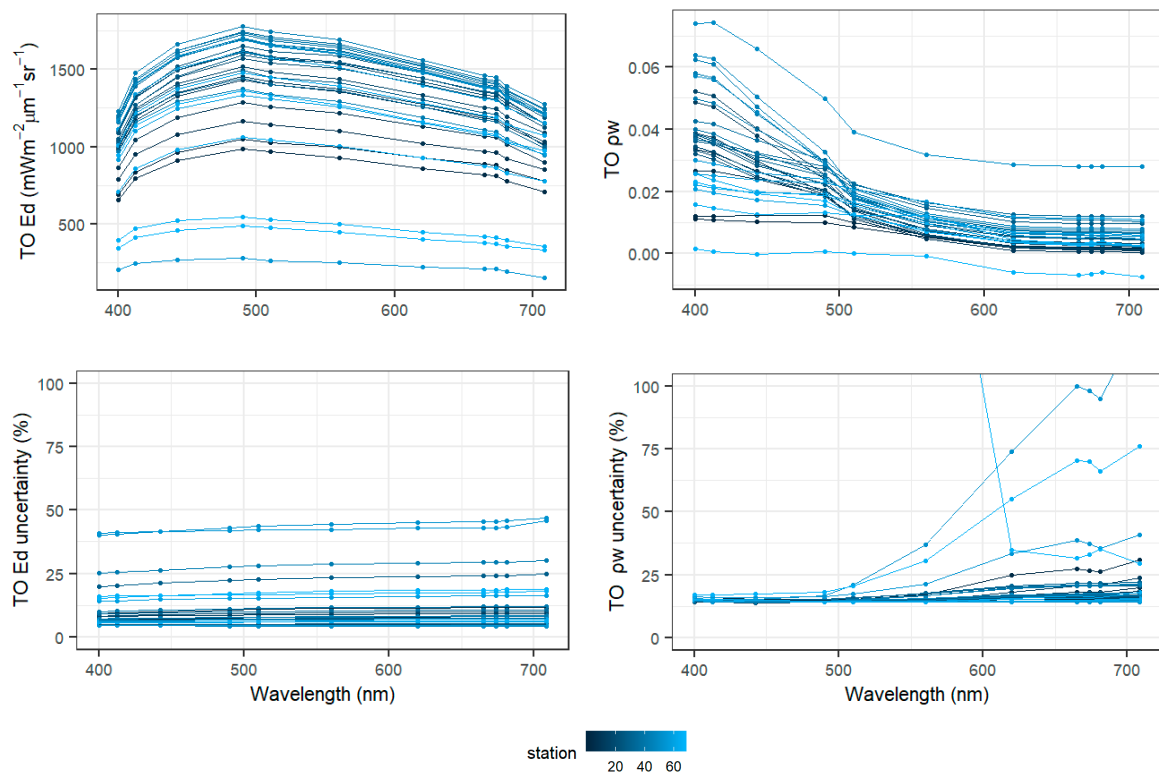 TO Ed (mWm−2μm−1sr−1)
1500
1000
500
400 500 600 700
TO ρw
0.06
0.04
0.02
0.00
400 500 600 700
TO Ed uncertainty (%)
100
75
50
25
0
400 500 600 700
Wavelength (nm)
TO ρw uncertainty (%)
100
75
50
25
0
400 500 600 700
Wavelength (nm)
station
20 40 60